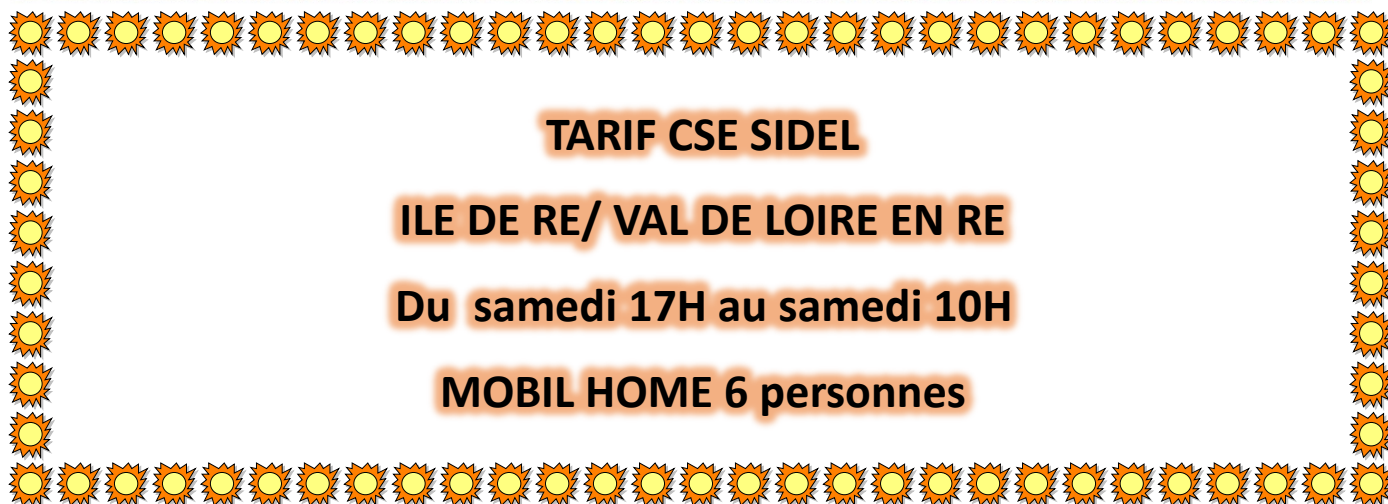 TARIF CSE SIDEL
ILE DE RE/ VAL DE LOIRE EN RE
Du  samedi 17H au samedi 10H
MOBIL HOME 6 personnes